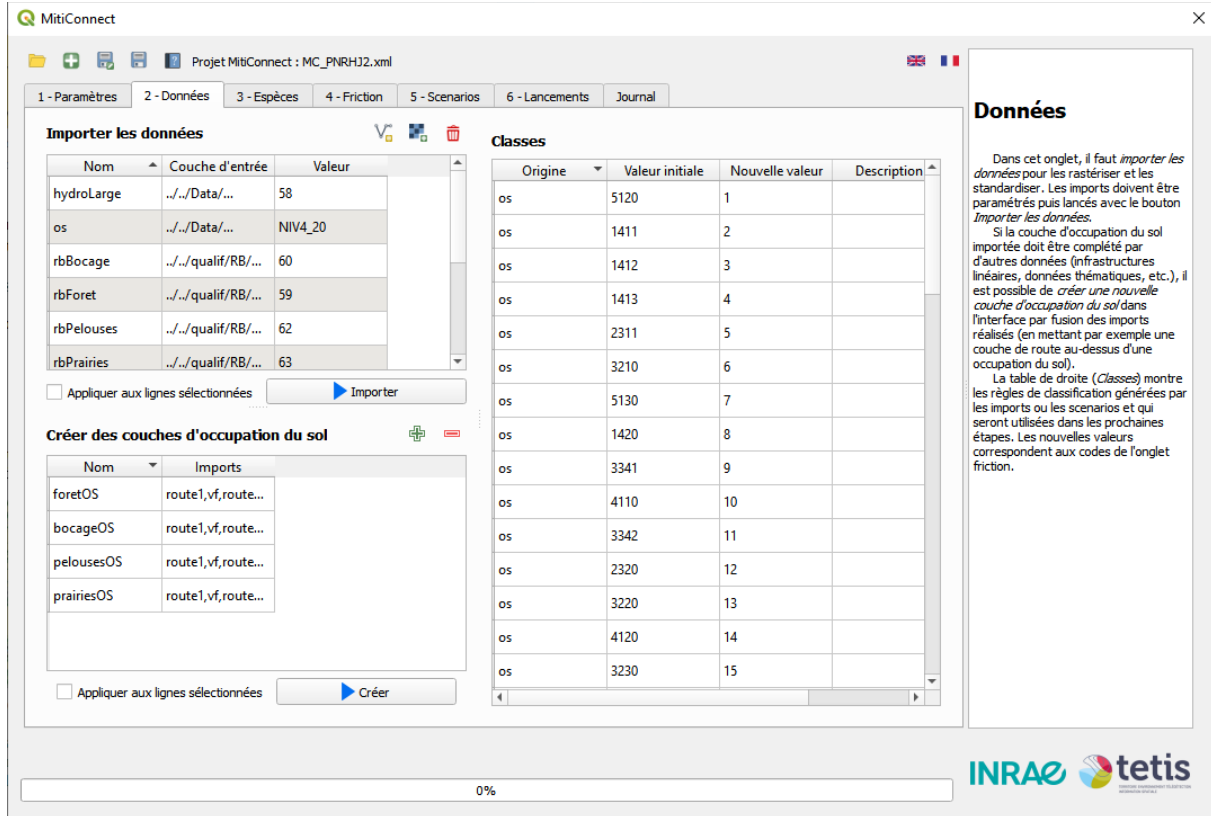 MitiConnect
Projet MitiConnect : MC_PNRHJ2.xml
1 - Paramètres 2 - Données 3 - Espèces 4 - Friction 5 - Scenarios 6 - Lancements Journal
Importer les données
Nom Couche d'entrée Valeur
hydroLarge ../../Data/... 58
os ../../Data/... NIV4_20
rbBocage ../../qualif/RB/... 60
rbForet ../../qualif/RB/... 59
rbPelouses ../../qualif/RB/... 62
rbPrairies ../../qualif/RB/... 63
Appliquer aux lignes sélectionnées Importer
Créer des couches d'occupation du sol
Nom Imports
foretOS route1,vf,route...
bocageOS route1,vf,route...
pelousesOS route1,vf,route...
prairiesOS route1,vf,route...
Appliquer aux lignes sélectionnées Créer
Classes
Origine Valeur initiale Nouvelle valeur Description
os 5120 1
os 1411 2
os 1412 3
os 1413 4
os 2311 5
os 3210 6
os 5130 7
os 1420 8
os 3341 9
os 4110 10
os 3342 11
os 2320 12
os 3220 13
os 4120 14
os 3230 15
Données
Dans cet onglet, il faut importer les
données pour les rastériser et les
standardiser. Les imports doivent être
paramétrés puis lancés avec le bouton
Importer les données.
Si la couche d'occupation du sol
importée doit être complété par
d'autres données (infrastructures
linéaires, données thématiques, etc.), il
est possible de créer une nouvelle
couche d'occupation du sol dans
l'interface par fusion des imports
réalisés (en mettant par exemple une
couche de route au-dessus d'une
occupation du sol).
La table de droite (Classes) montre
les règles de classification générées par
les imports ou les scenarios et qui
seront utilisées dans les prochaines
étapes. Les nouvelles valeurs
correspondent aux codes de l'onglet
friction.
0%
INRAE tetis